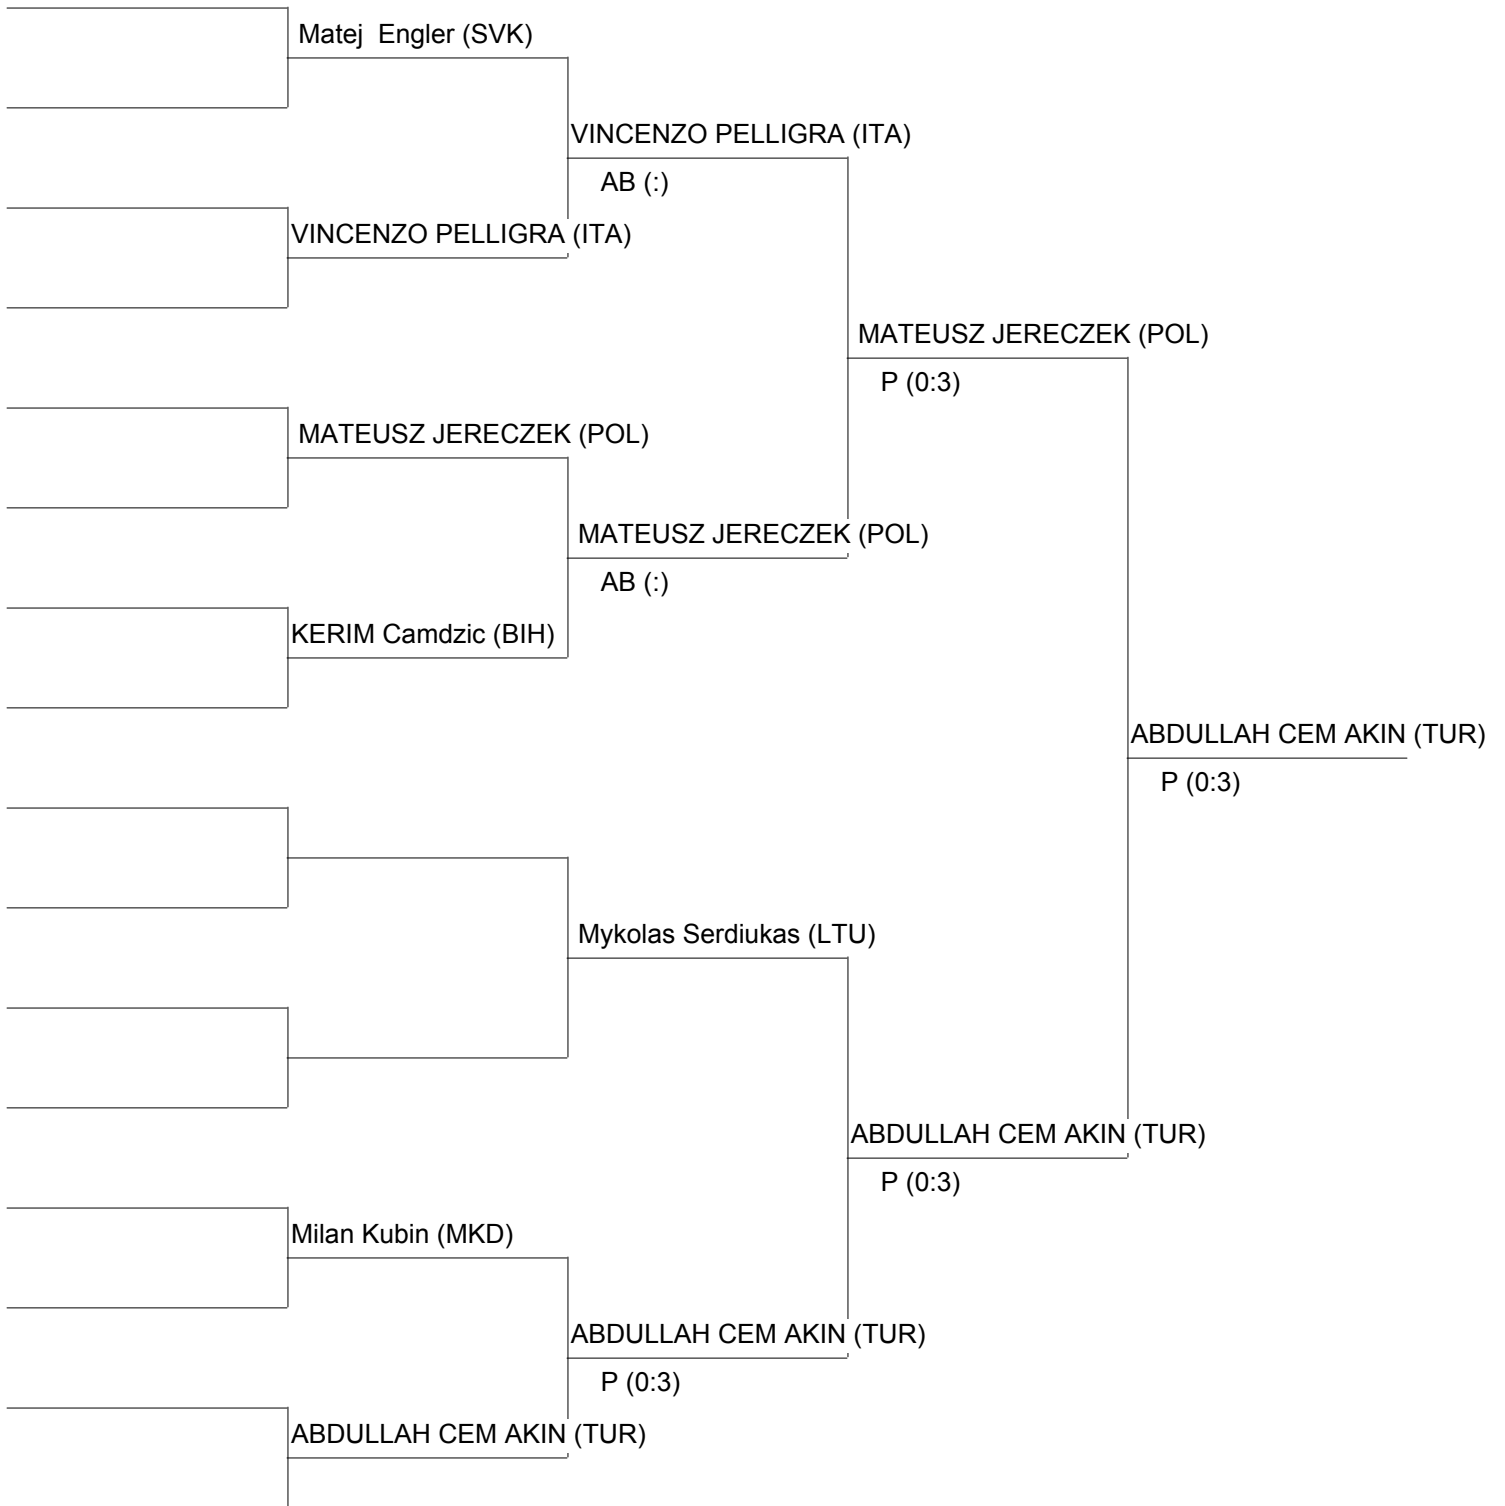 Matej  Engler (SVK)
VINCENZO PELLIGRA (ITA)
AB (:)
VINCENZO PELLIGRA (ITA)
MATEUSZ JERECZEK (POL)
P (0:3)
MATEUSZ JERECZEK (POL)
MATEUSZ JERECZEK (POL)
AB (:)
KERIM Camdzic (BIH)
ABDULLAH CEM AKIN (TUR)
P (0:3)
Mykolas Serdiukas (LTU)
ABDULLAH CEM AKIN (TUR)
P (0:3)
Milan Kubin (MKD)
ABDULLAH CEM AKIN (TUR)
P (0:3)
ABDULLAH CEM AKIN (TUR)